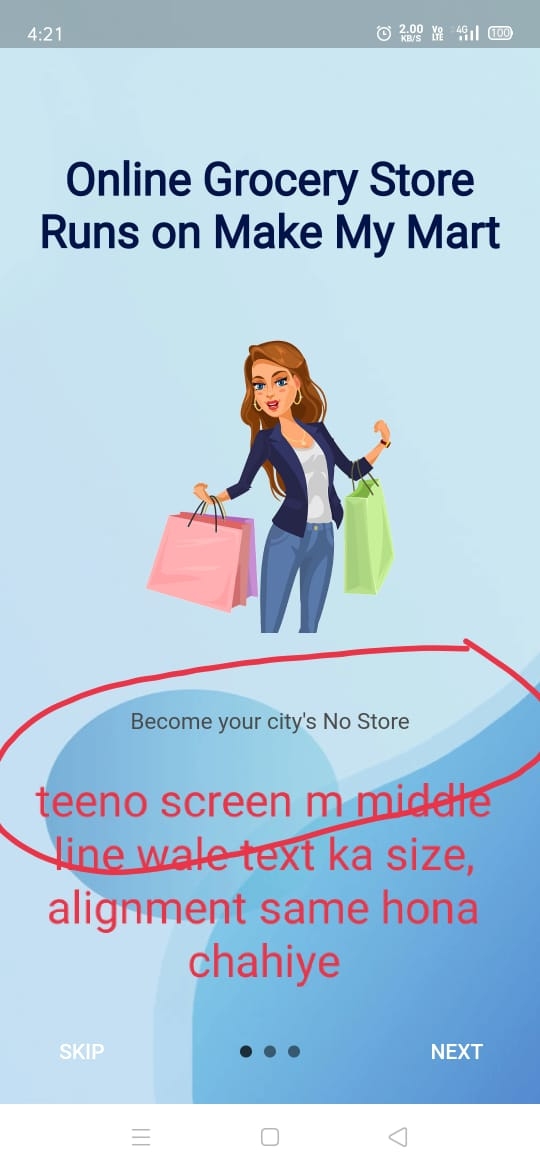 4:21
2.00 KB/S Vo LTE 4G 100
Online Grocery Store
Runs on Make My Mart
Become your city's No Store
teeno screen m middle
line wale text ka size,
alignment same hona
chahiye
SKIP NEXT